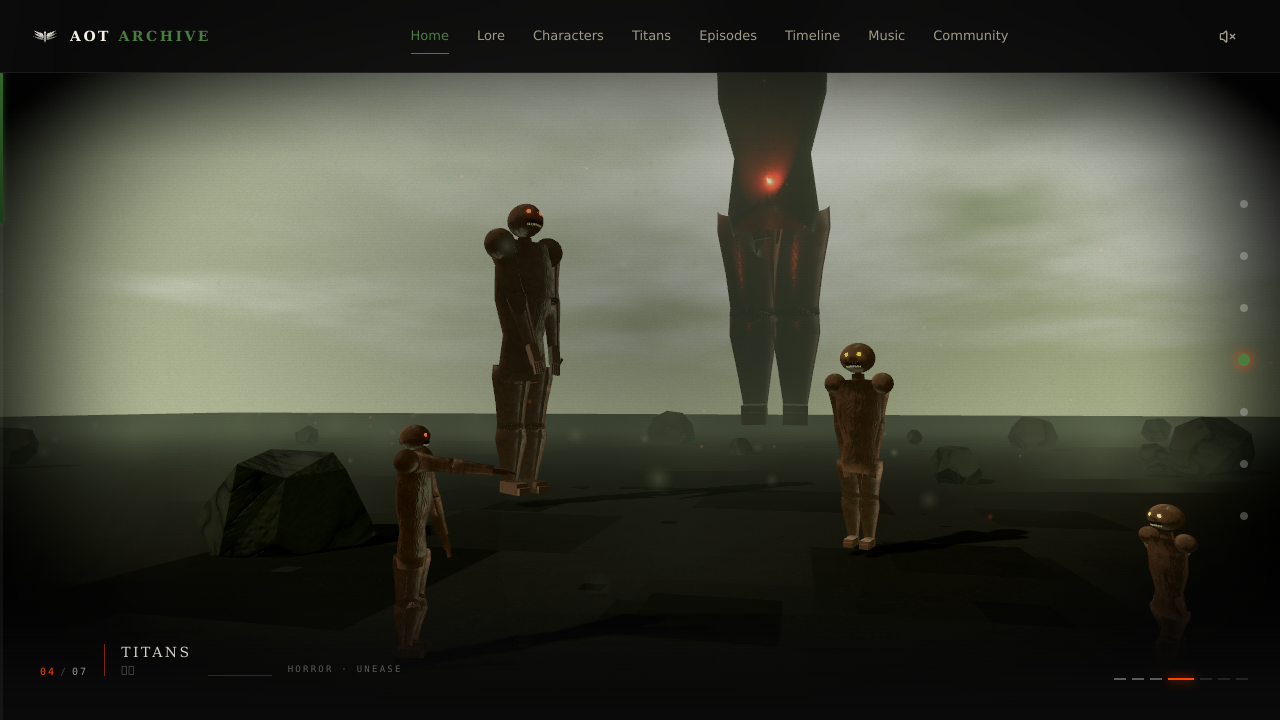 AOT ARCHIVE
Home Lore Characters Titans Episodes Timeline Music Community
04 / 07
TITANS
HORROR · UNEASE